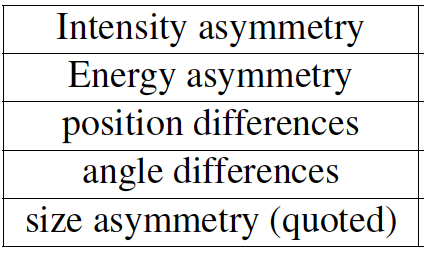 Intensity asymmetry
Energy asymmetry
position differences
angle differences
size asymmetry (quoted)